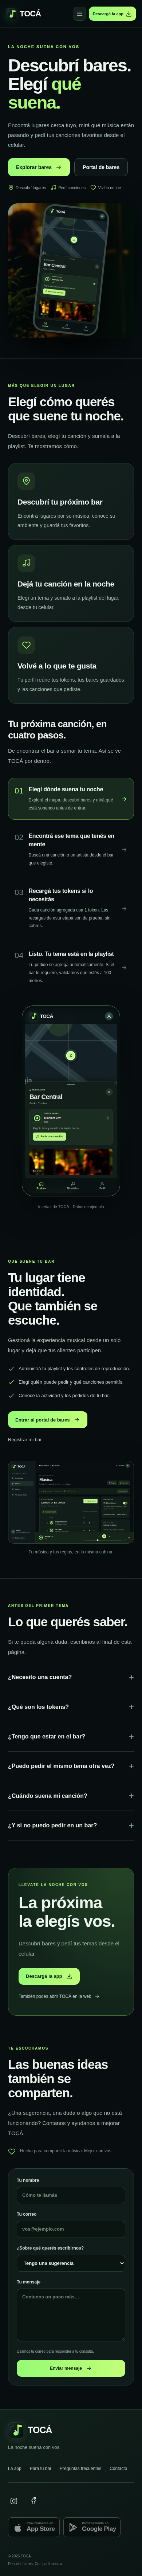 TOCÁ
Descargá la app
LA NOCHE SUENA CON VOS
Descubrí bares.
Elegí qué
suena.
Encontrá lugares cerca tuyo, mirá qué música están
pasando y pedí tus canciones favoritas desde el
celular.
Explorar bares
Portal de bares
Descubrí lugares
Pedí canciones
Viví la noche
TOCÁ
Bar Central
MÁS QUE ELEGIR UN LUGAR
Elegí cómo querés
que suene tu noche.
Descubrí bares, elegí tu canción y sumala a la
playlist. Te mostramos cómo.
Descubrí tu próximo bar
Encontrá lugares por su música, conocé su
ambiente y guardá tus favoritos.
Dejá tu canción en la noche
Elegí un tema y sumalo a la playlist del lugar,
desde tu celular.
Volvé a lo que te gusta
Tu perfil reúne tus tokens, tus bares guardados
y las canciones que pediste.
Tu próxima canción, en
cuatro pasos.
De encontrar el bar a sumar tu tema. Así se ve
TOCÁ por dentro.
01
Elegí dónde suena tu noche
Explorá el mapa, descubrí bares y mirá qué
está sonando antes de entrar.
02
Encontrá ese tema que tenés en
mente
Buscá una canción o un artista desde el bar
que elegiste.
03
Recargá tus tokens si lo
necesitás
Cada canción agregada usa 1 token. Las
recargas de esta etapa son de prueba, sin
cobros.
04
Listo. Tu tema está en la playlist
Tu pedido se agrega automáticamente. Si el
bar lo requiere, validamos que estés a 100
metros.
TOCÁ
Bar Central
Interfaz de TOCÁ · Datos de ejemplo
QUE SUENE TU BAR
Tu lugar tiene
identidad.
Que también se
escuche.
Gestioná la experiencia musical desde un solo
lugar y dejá que tus clientes participen.
Administrá tu playlist y los controles de reproducción.
Elegí quién puede pedir y qué canciones permitís.
Conocé la actividad y los pedidos de tu bar.
Entrar al portal de bares
Registrar mi bar
TOCÁ
Música
Tu música y tus reglas, en la misma cabina.
ANTES DEL PRIMER TEMA
Lo que querés saber.
Si te queda alguna duda, escribinos al final de esta
página.
¿Necesito una cuenta?
¿Qué son los tokens?
¿Tengo que estar en el bar?
¿Puedo pedir el mismo tema otra vez?
¿Cuándo suena mi canción?
¿Y si no puedo pedir en un bar?
LLEVATE LA NOCHE CON VOS
La próxima
la elegís vos.
Descubrí bares y pedí tus temas desde el
celular.
Descargá la app
También podés abrir TOCÁ en la web
TE ESCUCHAMOS
Las buenas ideas
también se
comparten.
¿Una sugerencia, una duda o algo que no está
funcionando? Contanos y ayudanos a mejorar
TOCÁ.
Hecha para compartir la música. Mejor con vos.
Tu nombre
Cómo te llamás
Tu correo
vos@ejemplo.com
¿Sobre qué querés escribirnos?
Tengo una sugerencia
Tu mensaje
Contanos un poco más...
Usamos tu correo para responder a tu consulta.
Enviar mensaje
TOCÁ
La noche suena con vos.
La app
Para tu bar
Preguntas frecuentes
Contacto
App Store
Google Play
© 2026 TOCÁ
Descubrí bares. Compartí música.